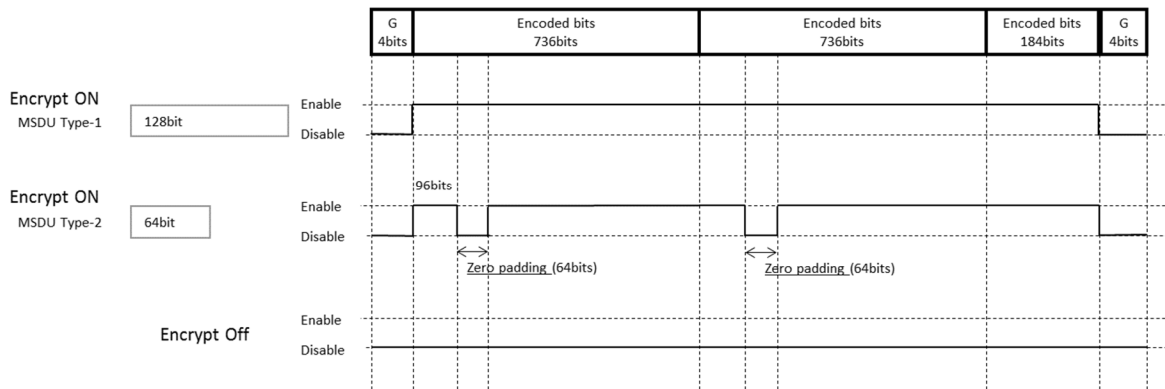 G
4bits
Encoded bits
736bits
Encoded bits
736bits
Encoded bits
184bits
G
4bits
Encrypt ON
MSDU Type-1
128bit
Enable
Disable
Encrypt ON
MSDU Type-2
64bit
96bits
Enable
Disable
Zero padding (64bits)
Zero padding (64bits)
Encrypt Off
Enable
Disable